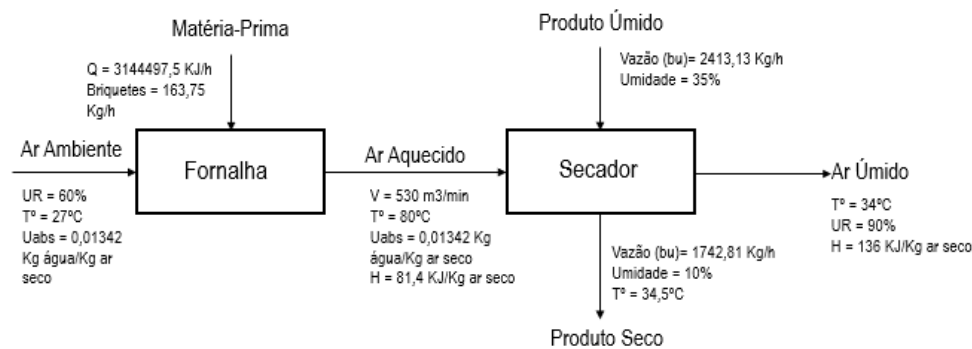 Matéria-Prima
Q = 3144497,5 KJ/h
Briquetes = 163,75
Kg/h
Produto Úmido
Vazão (bu)= 2413,13 Kg/h
Umidade = 35%
Ar Ambiente
Fornalha
Ar Aquecido
Secador
Ar Úmido
UR = 60%
Tº = 27ºC
Uabs = 0,01342
Kg água/Kg ar
seco
V = 530 m3/min
Tº = 80ºC
Uabs = 0,01342 Kg
água/Kg ar seco
H = 81,4 KJ/Kg ar seco
Tº = 34ºC
UR = 90%
H = 136 KJ/Kg ar seco
Vazão (bu)= 1742,81 Kg/h
Umidade = 10%
Tº = 34,5ºC
Produto Seco